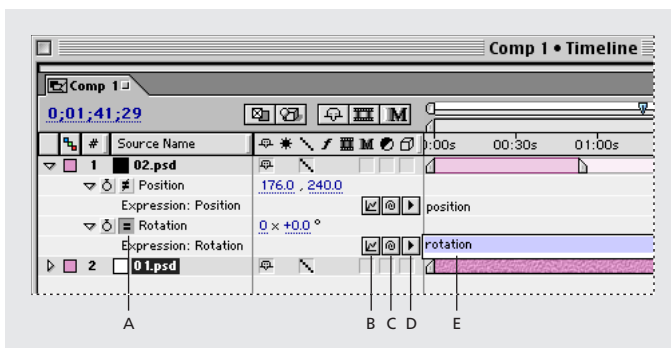 Comp 1 • Timeline
Comp 1
0;01;41;29
M
# Source Name M :00s 00:30s 01:00s
1 02.psd
Position 176.0 , 240.0
Expression: Position position
Rotation 0 × +0.0 °
Expression: Rotation rotation
2 01.psd
A B C D E